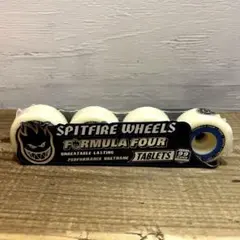 SPITFIRE WHEELS
FORMULA FOUR
UNBEATABLE LASTING
PERFORMANCE URETHANE
TABLETS